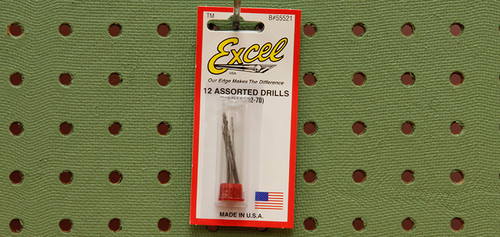 TM B#55521
Excel
USA
Our Edge Makes The Difference
12 ASSORTED DRILLS
MADE IN U.S.A.